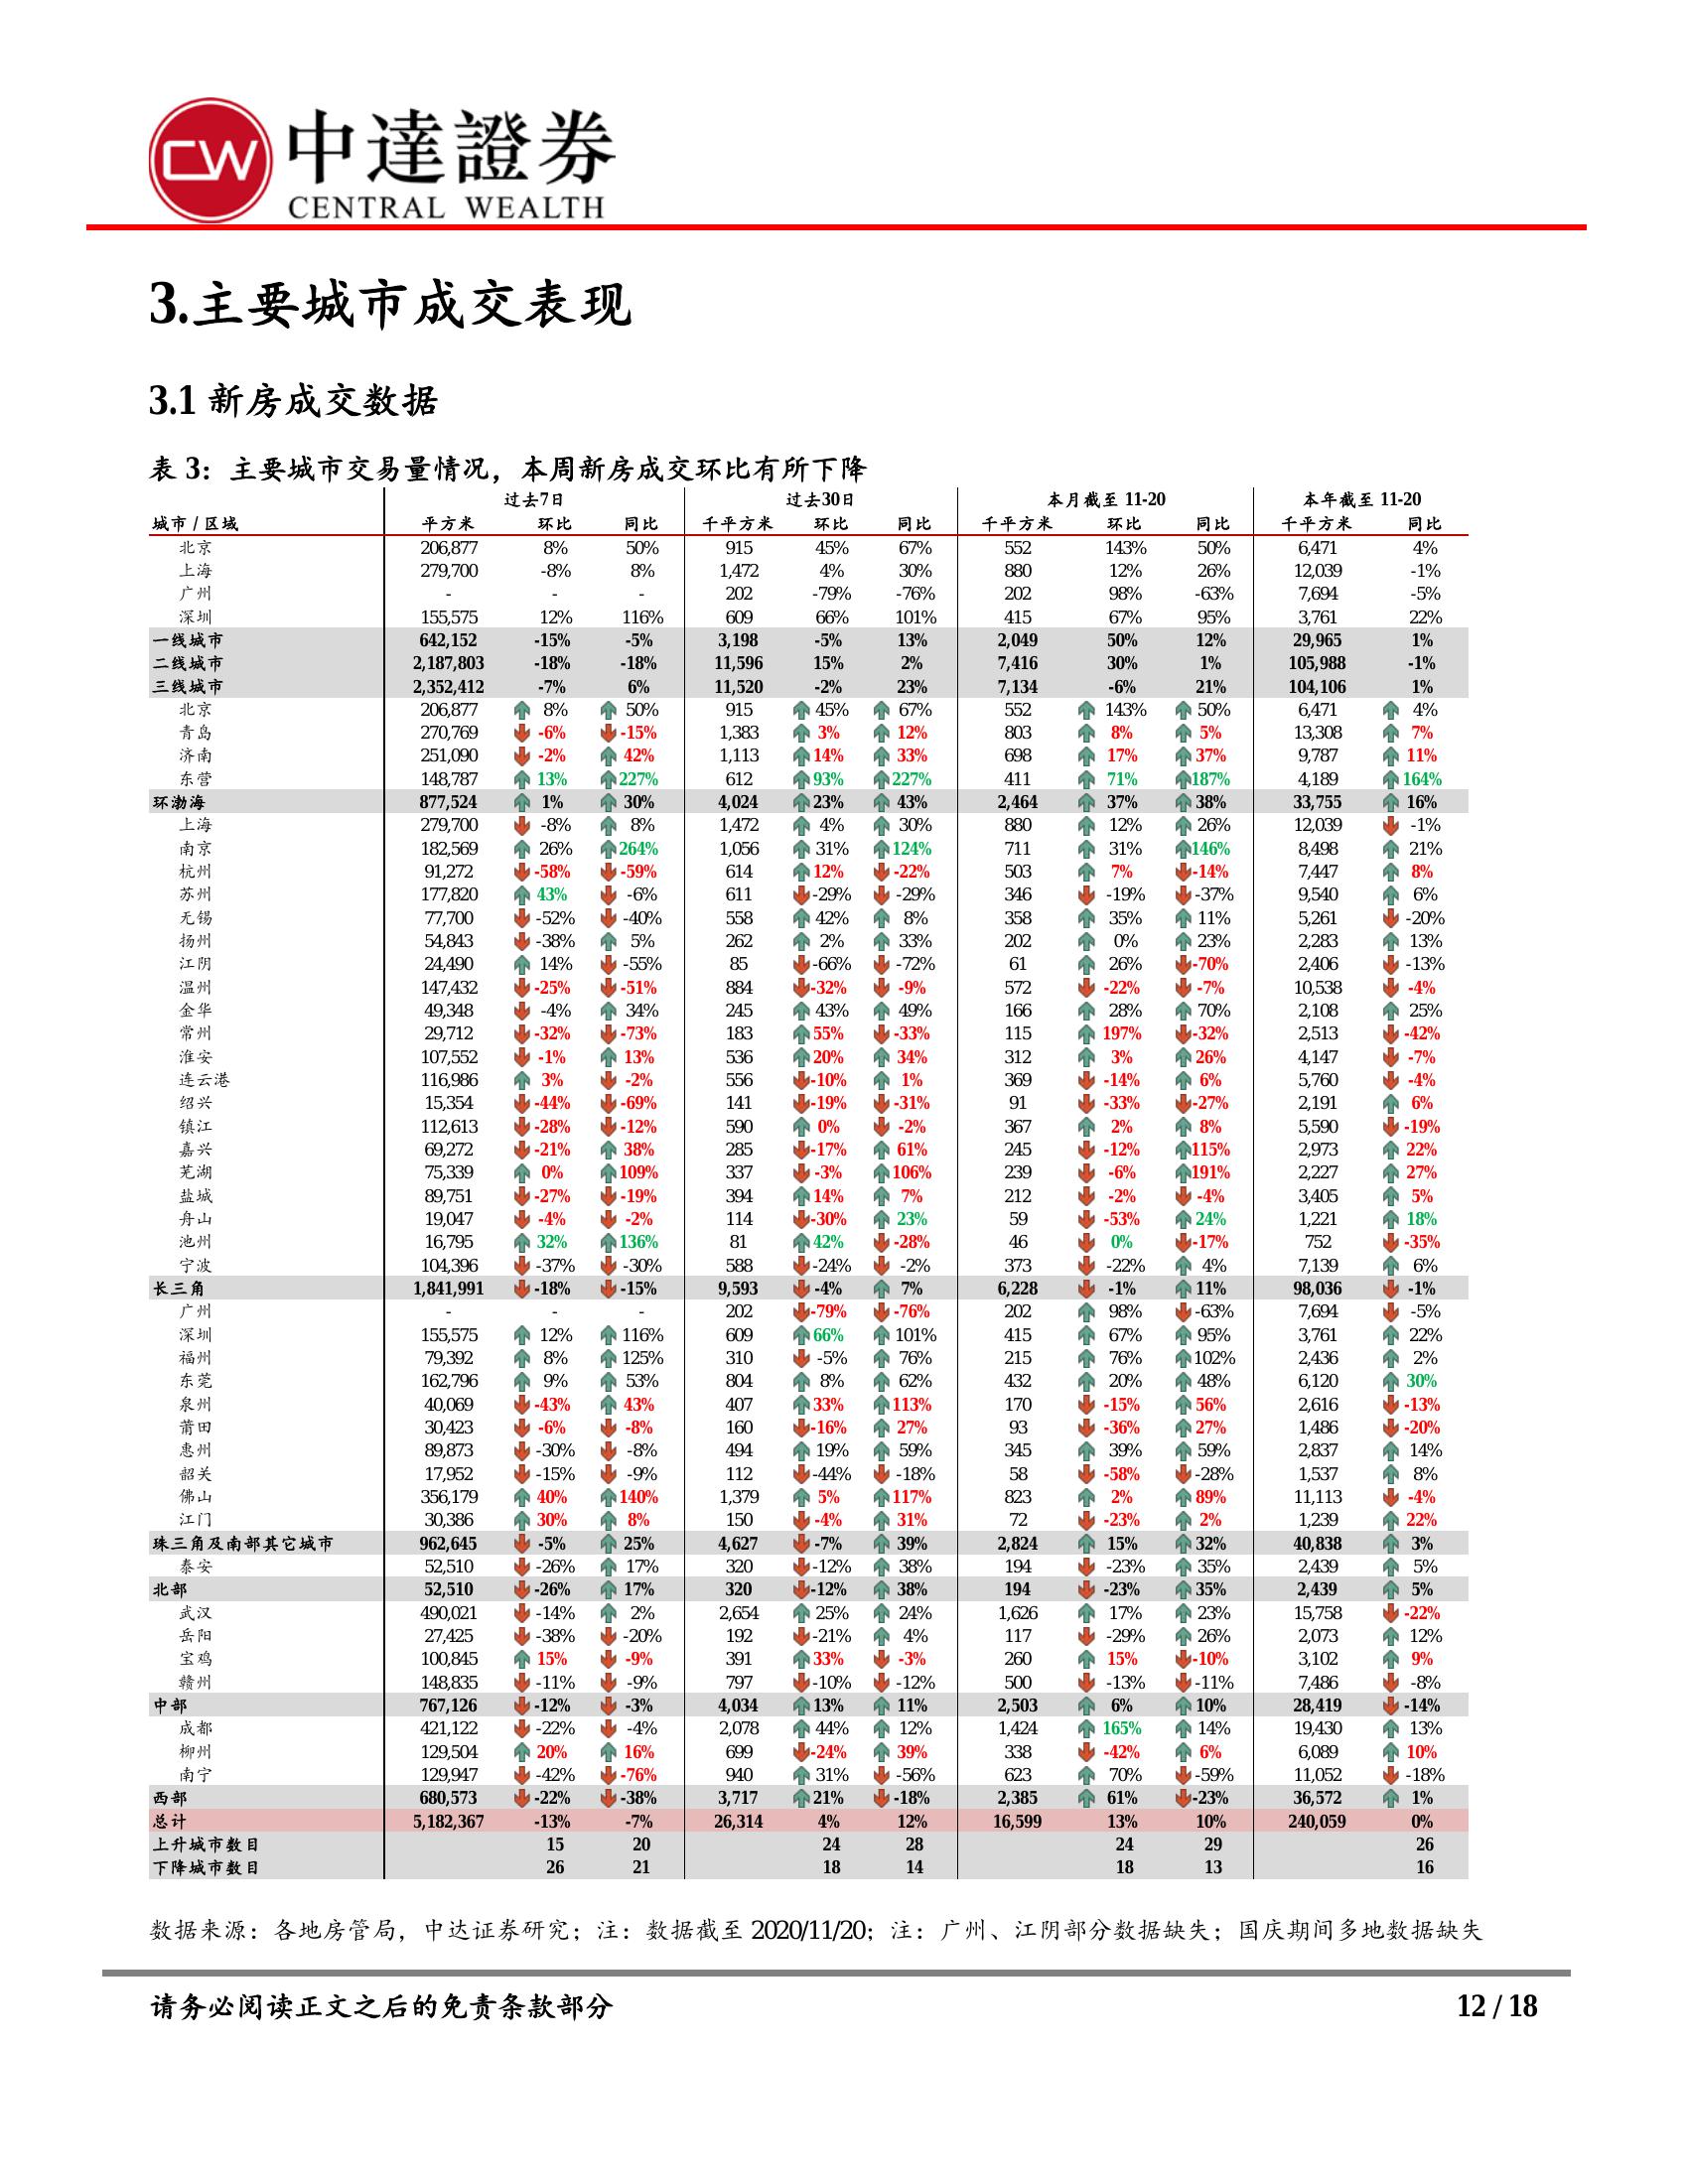 CW 中達證券
CENTRAL WEALTH
3.主要城市成交表现
3.1 新房成交数据
表 3：主要城市交易量情况，本周新房成交环比有所下降
过去7日 过去30日 本月截至 11-20 本年截至 11-20
城市 / 区域 平方米 环比 同比 千平方米 环比 同比 千平方米 环比 同比 千平方米 同比
北京 206,877 8% 50% 915 45% 67% 552 143% 50% 6,471 4%
上海 279,700 -8% 8% 1,472 4% 30% 880 12% 26% 12,039 -1%
广州 - - - 202 -79% -76% 202 98% -63% 7,694 -5%
深圳 155,575 12% 116% 609 66% 101% 415 67% 95% 3,761 22%
一线城市 642,152 -15% -5% 3,198 -5% 13% 2,049 50% 12% 29,965 1%
二线城市 2,187,803 -18% -18% 11,596 15% 2% 7,416 30% 1% 105,988 -1%
三线城市 2,352,412 -7% 6% 11,520 -2% 23% 7,134 -6% 21% 104,106 1%
北京 206,877 8% 50% 915 45% 67% 552 143% 50% 6,471 4%
青岛 270,769 -6% -15% 1,383 3% 12% 803 8% 5% 13,308 7%
济南 251,090 -2% 42% 1,113 14% 33% 698 17% 37% 9,787 11%
东营 148,787 13% 227% 612 93% 227% 411 71% 187% 4,189 164%
环渤海 877,524 1% 30% 4,024 23% 43% 2,464 37% 38% 33,755 16%
上海 279,700 -8% 8% 1,472 4% 30% 880 12% 26% 12,039 -1%
南京 182,569 26% 264% 1,056 31% 124% 711 31% 146% 8,498 21%
杭州 91,272 -58% -59% 614 12% -22% 503 7% -14% 7,447 8%
苏州 177,820 43% -6% 611 -29% -29% 346 -19% -37% 9,540 6%
无锡 77,700 -52% -40% 558 42% 8% 358 35% 11% 5,261 -20%
扬州 54,843 -38% 5% 262 2% 33% 202 0% 23% 2,283 13%
江阴 24,490 14% -55% 85 -66% -72% 61 26% -70% 2,406 -13%
温州 147,432 -25% -51% 884 -32% -9% 572 -22% -7% 10,538 -4%
金华 49,348 -4% 34% 245 43% 49% 166 28% 70% 2,108 25%
常州 29,712 -32% -73% 183 55% -33% 115 197% -32% 2,513 -42%
淮安 107,552 -1% 13% 536 20% 34% 312 3% 26% 4,147 -7%
连云港 116,986 3% -2% 556 -10% 1% 369 -14% 6% 5,760 -4%
绍兴 15,354 -44% -69% 141 -19% -31% 91 -33% -27% 2,191 6%
镇江 112,613 -28% -12% 590 0% -2% 367 2% 8% 5,590 -19%
嘉兴 69,272 -21% 38% 285 -17% 61% 245 -12% 115% 2,973 22%
芜湖 75,339 0% 109% 337 -3% 106% 239 -6% 191% 2,227 27%
盐城 89,751 -27% -19% 394 14% 7% 212 -2% -4% 3,405 5%
舟山 19,047 -4% -2% 114 -30% 23% 59 -53% 24% 1,221 18%
池州 16,795 32% 136% 81 42% -28% 46 0% -17% 752 -35%
宁波 104,396 -37% -30% 588 -24% -2% 373 -22% 4% 7,139 6%
长三角 1,841,991 -18% -15% 9,593 -4% 7% 6,228 -1% 11% 98,036 -1%
广州 - - - 202 -79% -76% 202 98% -63% 7,694 -5%
深圳 155,575 12% 116% 609 66% 101% 415 67% 95% 3,761 22%
福州 79,392 8% 125% 310 -5% 76% 215 76% 102% 2,436 2%
东莞 162,796 9% 53% 804 8% 62% 432 20% 48% 6,120 30%
泉州 40,069 -43% 43% 407 33% 113% 170 -15% 56% 2,616 -13%
莆田 30,423 -6% -8% 160 -16% 27% 93 -36% 27% 1,486 -20%
惠州 89,873 -30% -8% 494 19% 59% 345 39% 59% 2,837 14%
韶关 17,952 -15% -9% 112 -44% -18% 58 -58% -28% 1,537 8%
佛山 356,179 40% 140% 1,379 5% 117% 823 2% 89% 11,113 -4%
江门 30,386 30% 8% 150 -4% 31% 72 -23% 2% 1,239 22%
珠三角及南部其它城市 962,645 -5% 25% 4,627 -7% 39% 2,824 15% 32% 40,838 3%
泰安 52,510 -26% 17% 320 -12% 38% 194 -23% 35% 2,439 5%
北部 52,510 -26% 17% 320 -12% 38% 194 -23% 35% 2,439 5%
武汉 490,021 -14% 2% 2,654 25% 24% 1,626 17% 23% 15,758 -22%
岳阳 27,425 -38% -20% 192 -21% 4% 117 -29% 26% 2,073 12%
宝鸡 100,845 15% -9% 391 33% -3% 260 15% -10% 3,102 9%
赣州 148,835 -11% -9% 797 -10% -12% 500 -13% -11% 7,486 -8%
中部 767,126 -12% -3% 4,034 13% 11% 2,503 6% 10% 28,419 -14%
成都 421,122 -22% -4% 2,078 44% 12% 1,424 165% 14% 19,430 13%
柳州 129,504 20% 16% 699 -24% 39% 338 -42% 6% 6,089 10%
南宁 129,947 -42% -76% 940 31% -56% 623 70% -59% 11,052 -18%
西部 680,573 -22% -38% 3,717 21% -18% 2,385 61% -23% 36,572 1%
总计 5,182,367 -13% -7% 26,314 4% 12% 16,599 13% 10% 240,059 0%
上升城市数目 15 20 24 28 24 29 26
下降城市数目 26 21 18 14 18 13 16
数据来源：各地房管局，中达证券研究；注：数据截至 2020/11/20；注：广州、江阴部分数据缺失；国庆期间多地数据缺失
请务必阅读正文之后的免责条款部分 12 / 18